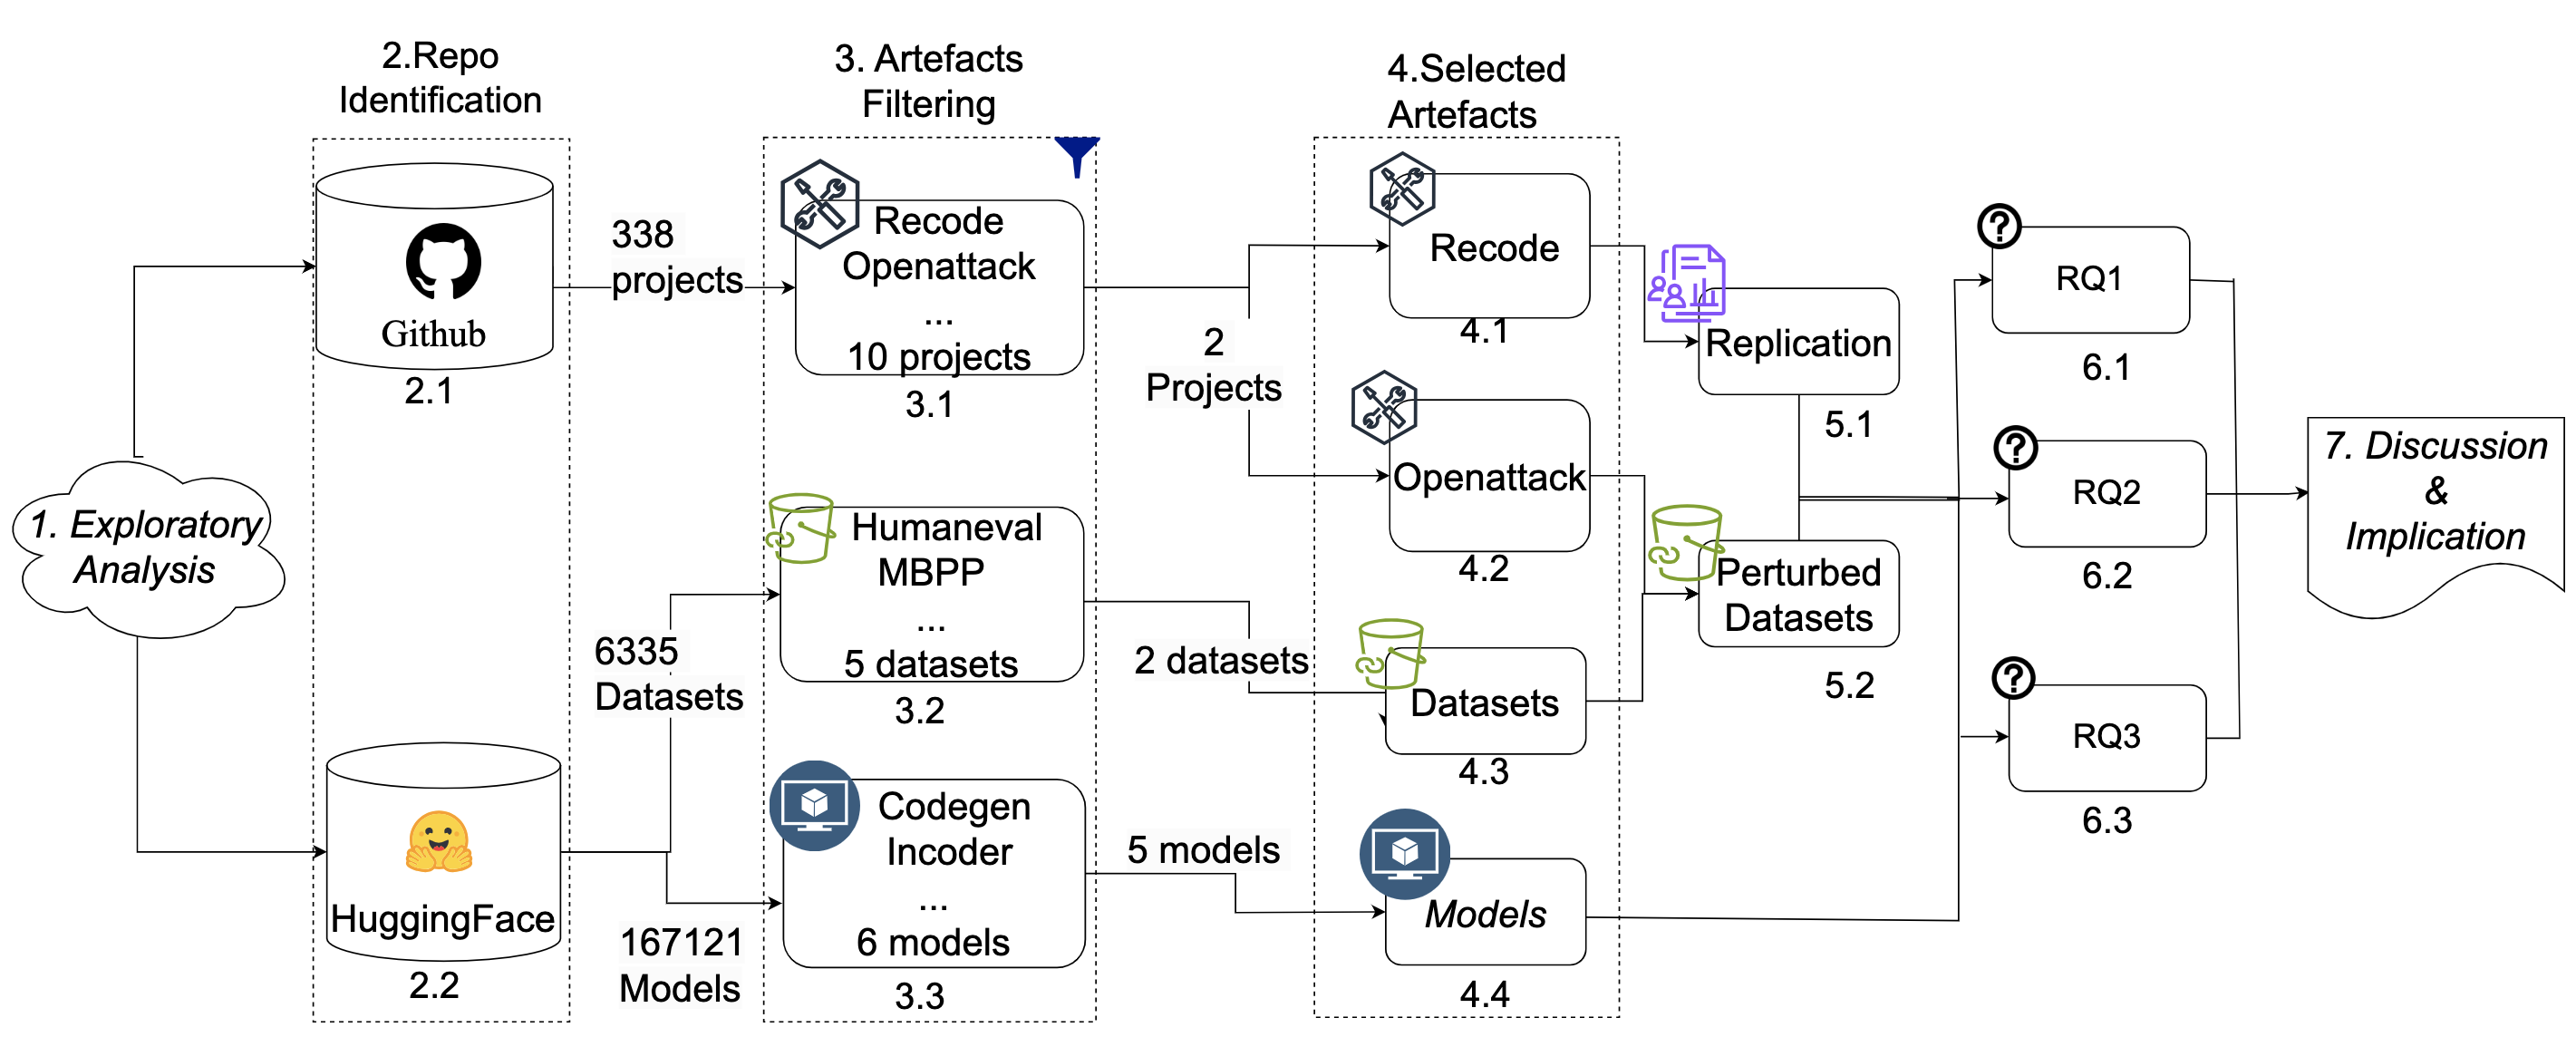 1. Exploratory
Analysis
2.Repo
Identification
Github
2.1
HuggingFace
2.2
338
projects
6335
Datasets
167121
Models
3. Artefacts
Filtering
Recode
Openattack
...
10 projects
3.1
Humaneval
MBPP
...
5 datasets
3.2
Codegen
Incoder
...
6 models
3.3
2
Projects
2 datasets
5 models
4.Selected
Artefacts
Recode
4.1
Openattack
4.2
Datasets
4.3
Models
4.4
Replication
5.1
Perturbed
Datasets
5.2
RQ1
6.1
RQ2
6.2
RQ3
6.3
7. Discussion
&
Implication